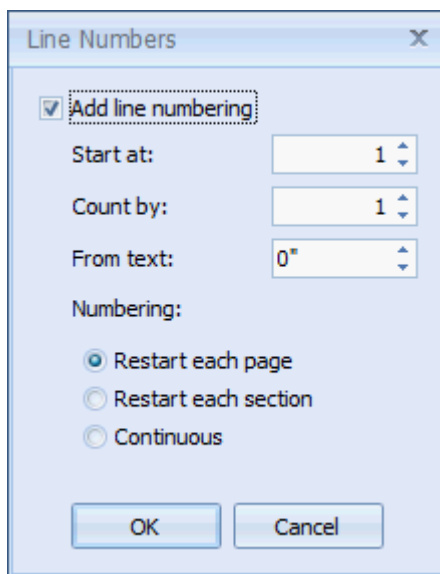 Line Numbers
Add line numbering
Start at: 1
Count by: 1
From text: 0"
Numbering:
Restart each page
Restart each section
Continuous
OK Cancel